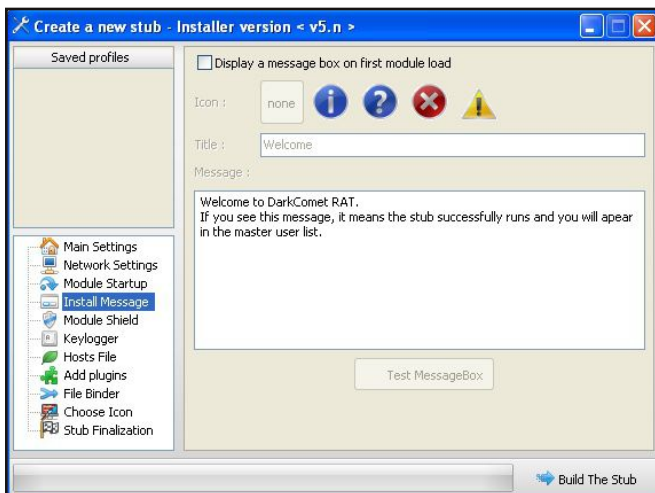 Create a new stub - Installer version < v5.n >
Saved profiles
Display a message box on first module load
Icon :
none
Title :
Welcome
Message :
Welcome to DarkComet RAT.
If you see this message, it means the stub successfully runs and you will apear
in the master user list.
Main Settings
Network Settings
Module Startup
Install Message
Module Shield
Keylogger
Hosts File
Add plugins
File Binder
Choose Icon
Stub Finalization
Test MessageBox
Build The Stub